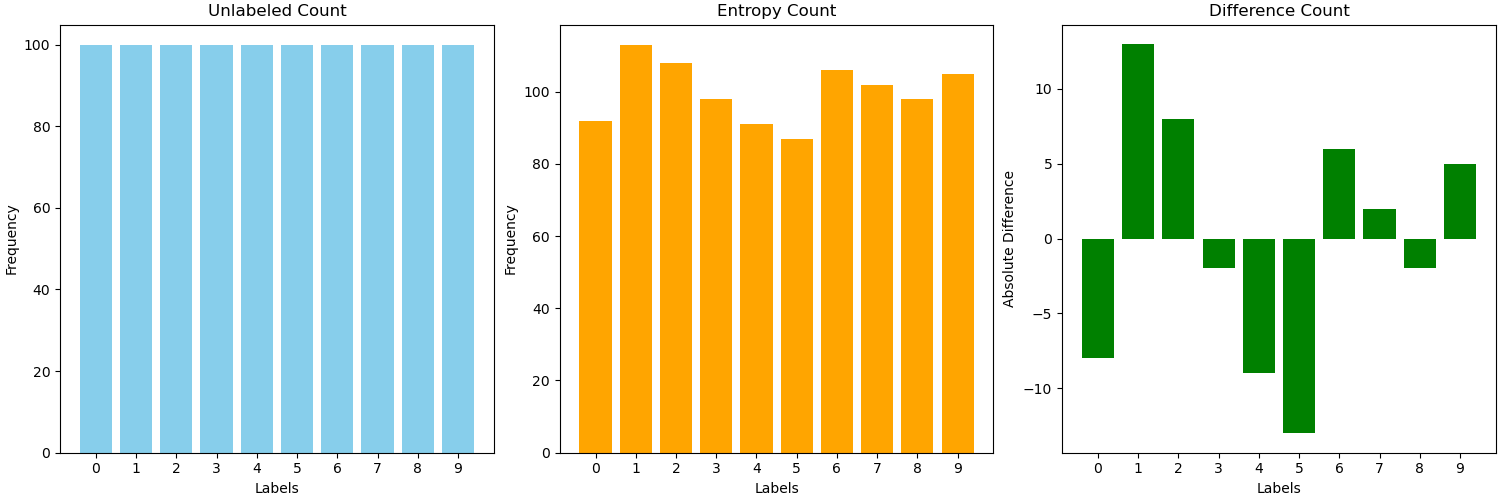 Unlabeled Count
Frequency
100
80
60
40
20
0
0 1 2 3 4 5 6 7 8 9
Labels
Entropy Count
Frequency
100
80
60
40
20
0
0 1 2 3 4 5 6 7 8 9
Labels
Difference Count
Absolute Difference
10
5
0
−5
−10
0 1 2 3 4 5 6 7 8 9
Labels